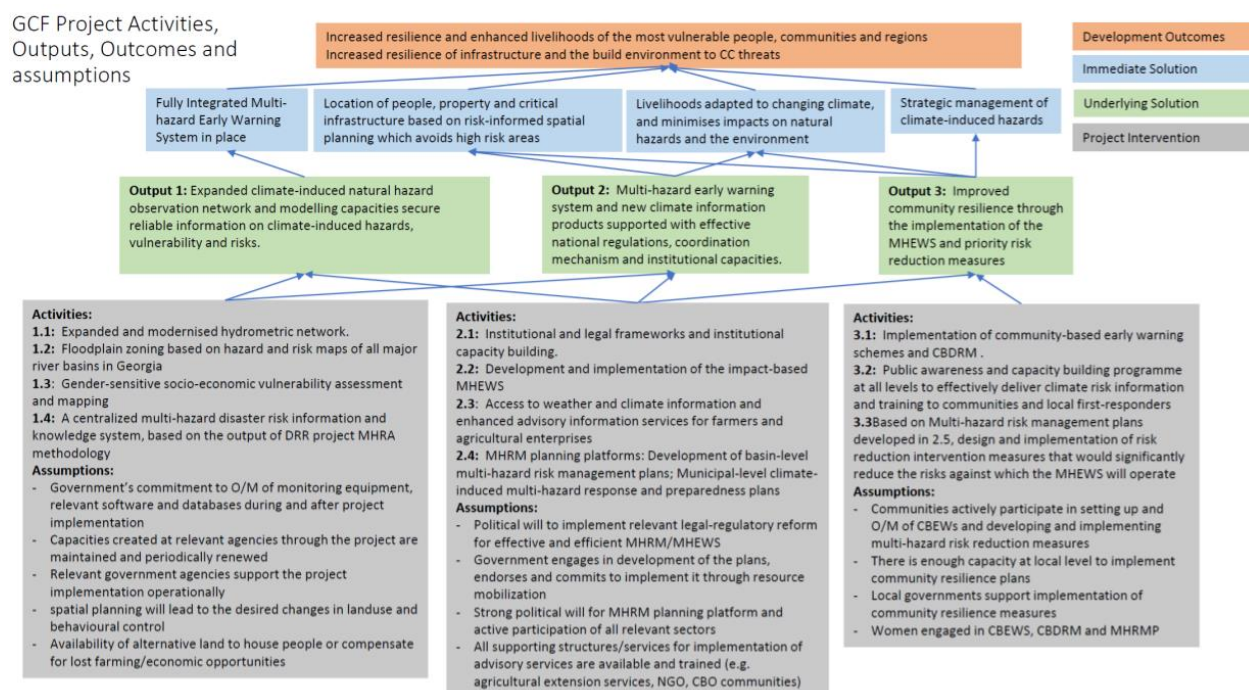 GCF Project Activities,
Outputs, Outcomes and
assumptions
Increased resilience and enhanced livelihoods of the most vulnerable people, communities and regions
Increased resilience of infrastructure and the build environment to CC threats
Development Outcomes
Immediate Solution
Underlying Solution
Project Intervention
Fully Integrated Multi-
hazard Early Warning
System in place
Location of people, property and critical
infrastructure based on risk-informed spatial
planning which avoids high risk areas
Livelihoods adapted to changing climate,
and minimises impacts on natural
hazards and the environment
Strategic management of
climate-induced hazards
Output 1: Expanded climate-induced natural hazard
observation network and modelling capacities secure
reliable information on climate-induced hazards,
vulnerability and risks.
Output 2: Multi-hazard early warning
system and new climate information
products supported with effective
national regulations, coordination
mechanism and institutional capacities.
Output 3: Improved
community resilience through
the implementation of the
MHEWS and priority risk
reduction measures
Activities:
1.1: Expanded and modernised hydrometric network.
1.2: Floodplain zoning based on hazard and risk maps of all major
river basins in Georgia
1.3: Gender-sensitive socio-economic vulnerability assessment
and mapping
1.4: A centralized multi-hazard disaster risk information and
knowledge system, based on the output of DRR project MHRA
methodology
Assumptions:
- Government's commitment to O/M of monitoring equipment,
relevant software and databases during and after project
implementation
- Capacities created at relevant agencies through the project are
maintained and periodically renewed
- Relevant government agencies support the project
implementation operationally
- spatial planning will lead to the desired changes in landuse and
behavioural control
- Availability of alternative land to house people or compensate
for lost farming/economic opportunities
Activities:
2.1: Institutional and legal frameworks and institutional
capacity building.
2.2: Development and implementation of the impact-based
MHEWS
2.3: Access to weather and climate information and
enhanced advisory information services for farmers and
agricultural enterprises
2.4: MHRM planning platforms: Development of basin-level
multi-hazard risk management plans; Municipal-level climate-
induced multi-hazard response and preparedness plans
Assumptions:
- Political will to implement relevant legal-regulatory reform
for effective and efficient MHRM/MHEWS
- Government engages in development of the plans,
endorses and commits to implement it through resource
mobilization
- Strong political will for MHRM planning platform and
active participation of all relevant sectors
- All supporting structures/services for implementation of
advisory services are available and trained (e.g.
agricultural extension services, NGO, CBO communities)
Activities:
3.1: Implementation of community-based early warning
schemes and CBDRM .
3.2: Public awareness and capacity building programme
at all levels to effectively deliver climate risk information
and training to communities and local first-responders
3.3Based on Multi-hazard risk management plans
developed in 2.5, design and implementation of risk
reduction intervention measures that would significantly
reduce the risks against which the MHEWS will operate
Assumptions:
- Communities actively participate in setting up and
O/M of CBEWs and developing and implementing
multi-hazard risk reduction measures
- There is enough capacity at local level to implement
community resilience plans
- Local governments support implementation of
community resilience measures
- Women engaged in CBEWS, CBDRM and MHRMP